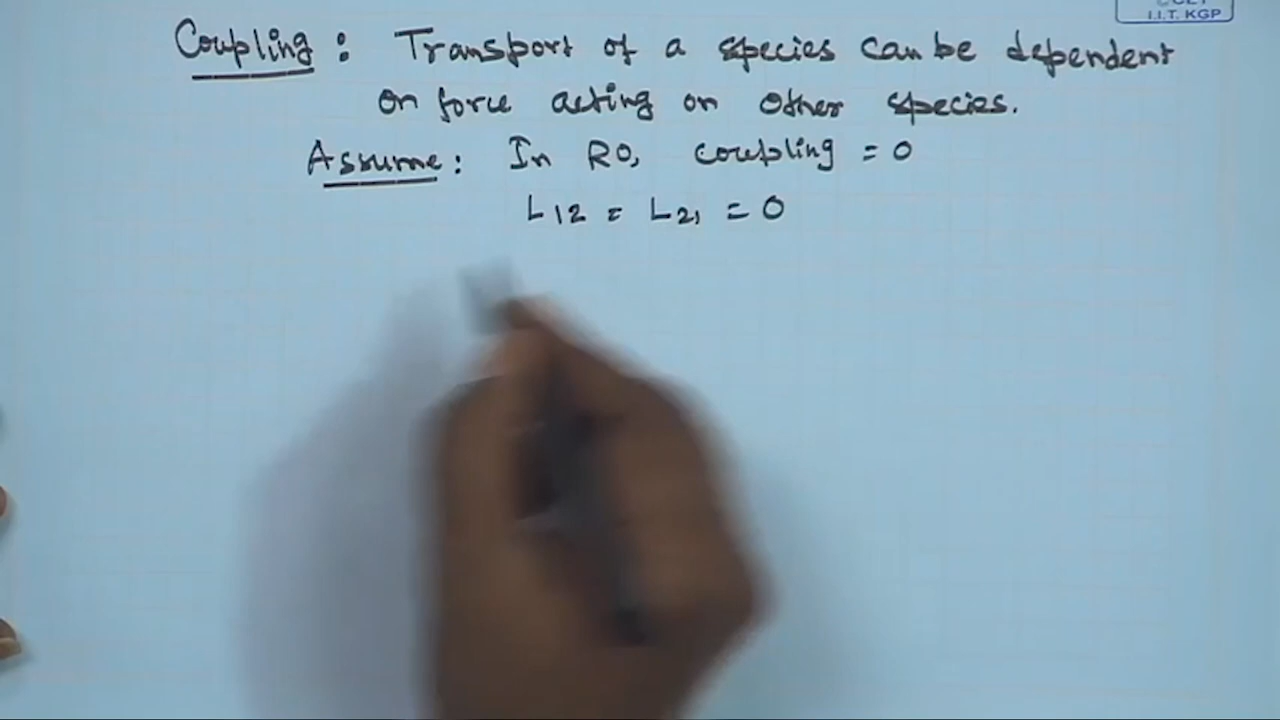 I.I.T. KGP
Coupling : Transport of a species can be dependent
on force acting on other species.
Assume : In RO, coupling = 0
L12 = L21 = 0